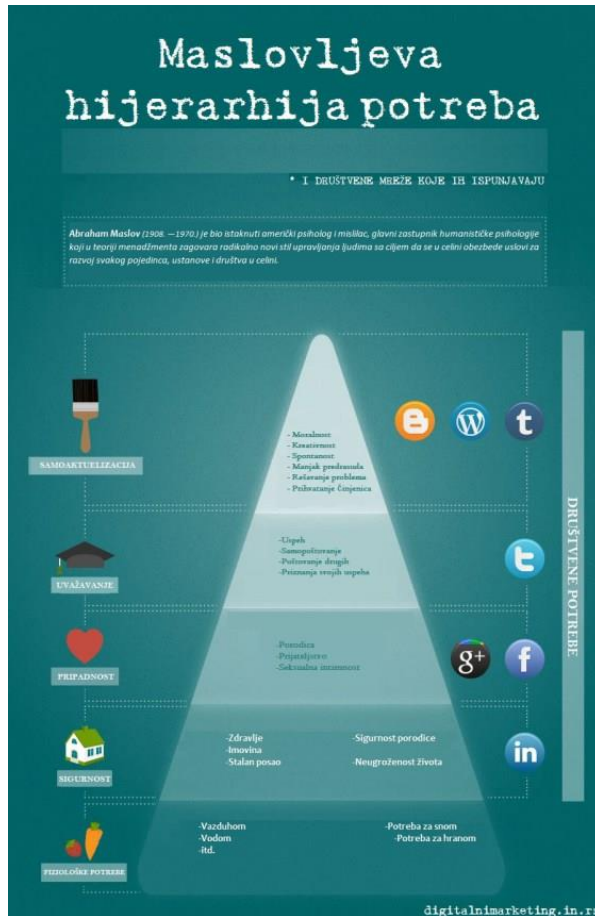 Maslovljeva
hijerarhija potreba
* I DRUŠTVENE MREŽE KOJE IH ISPUNJAVAJU
Abraham Maslov (1908. —1970.) je bio istaknuti američki psiholog i mislilac, glavni zastupnik humanističke psihologije
koji u teoriji menadžmenta zagovara radikalno novi stil upravljanja ljudima sa ciljem da se u celini obezbede uslovi za
razvoj svakog pojedinca, ustanove i društva u celini.
- Moralnost
- Kreativnost
- Spontanost
- Manjak predrasuda
- Rešavanje problema
- Prihvatanje činjenica
SAMOAKTUELIZACIJA
-Uspeh
-Samopoštovanje
-Poštovanje drugih
-Priznanja svojih uspeha
UVAŽAVANJE
DRUŠTVENE POTREBE
-Porodica
-Prijateljstvo
-Seksualna intimnost
g+
f
PRIPADNOST
-Zdravlje
-Imovina
-Stalan posao
-Sigurnost porodice
-Neugroženost života
in
SIGURNOST
-Vazduhom
-Vodom
-itd.
-Potreba za snom
-Potreba za hranom
FIZIOLOŠKE POTREBE
digitalnimarketing.in.rs